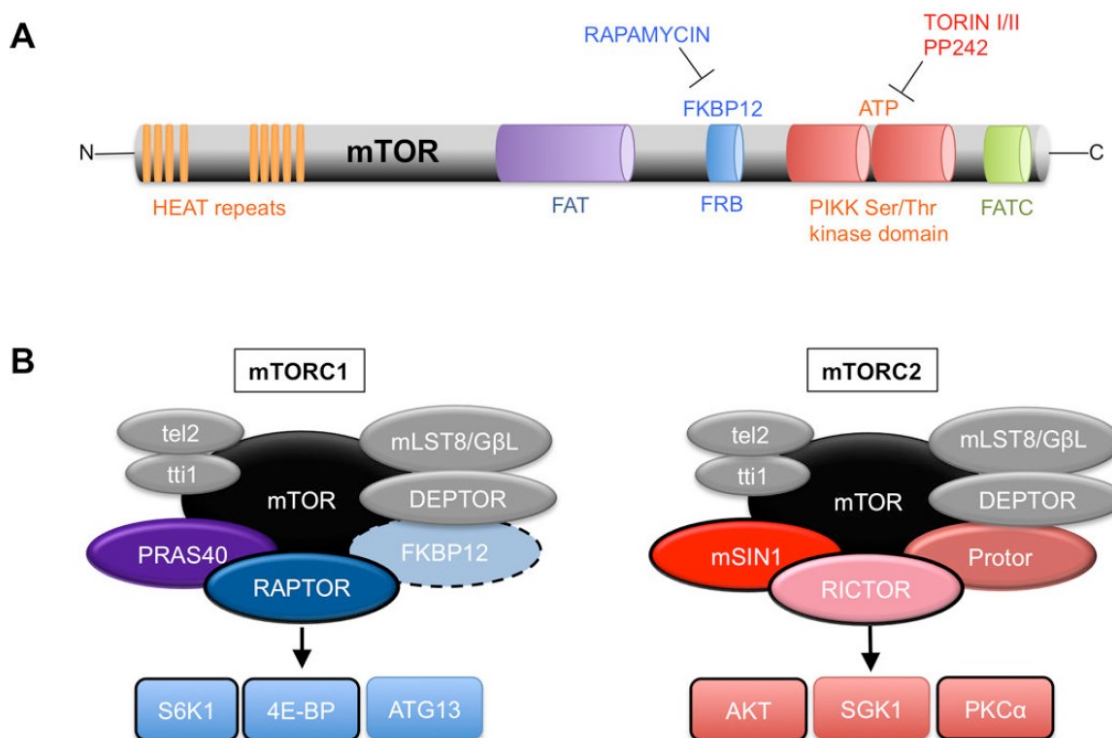 A
RAPAMYCIN
TORIN I/II
PP242
FKBP12
ATP
N
mTOR
C
HEAT repeats
FAT
FRB
PIKK Ser/Thr
kinase domain
FATC
B
mTORC1
tel2
mLST8/GβL
tti1
mTOR
DEPTOR
PRAS40
FKBP12
RAPTOR
S6K1
4E-BP
ATG13
mTORC2
tel2
mLST8/GβL
tti1
mTOR
DEPTOR
mSIN1
Protor
RICTOR
AKT
SGK1
PKCα